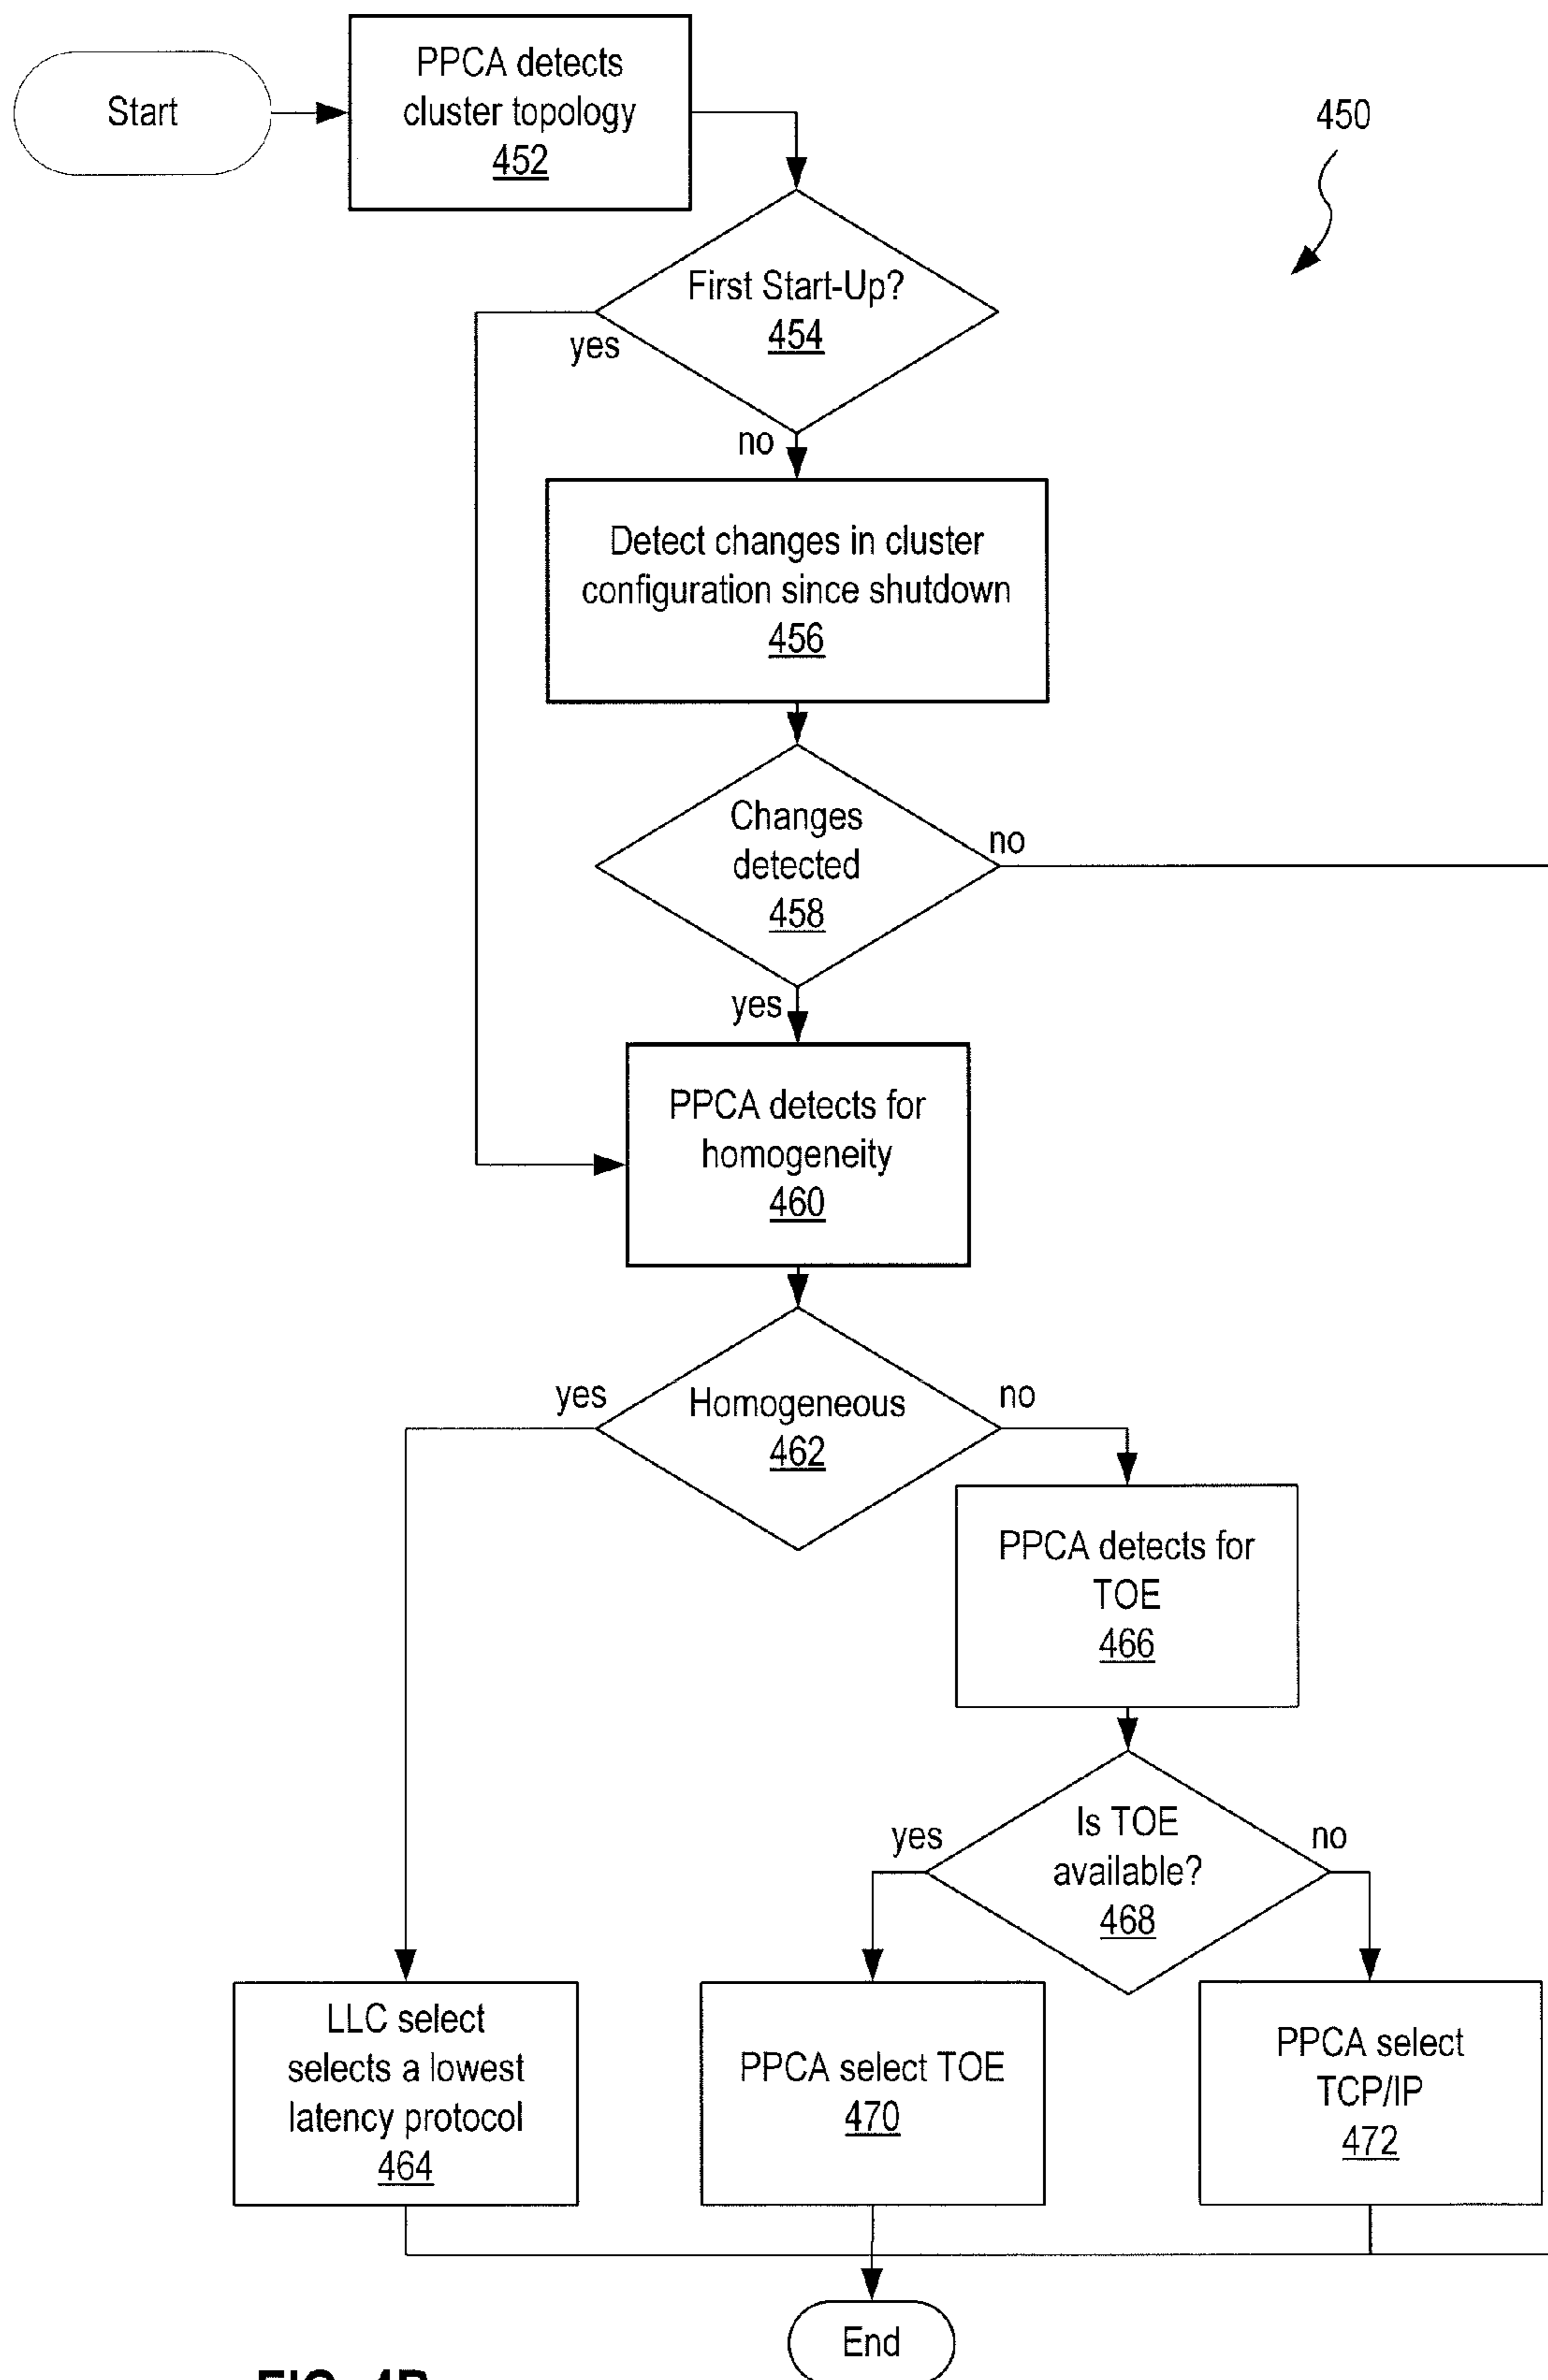 Start
PPCA detects
cluster topology
452
450
First Start-Up?
454
yes
no
Detect changes in cluster
configuration since shutdown
456
Changes
detected
458
no
yes
PPCA detects for
homogeneity
460
yes
Homogeneous
462
no
PPCA detects for
TOE
466
yes
Is TOE
available?
468
no
LLC select
selects a lowest
latency protocol
464
PPCA select TOE
470
PPCA select
TCP/IP
472
End
FIG. 4B